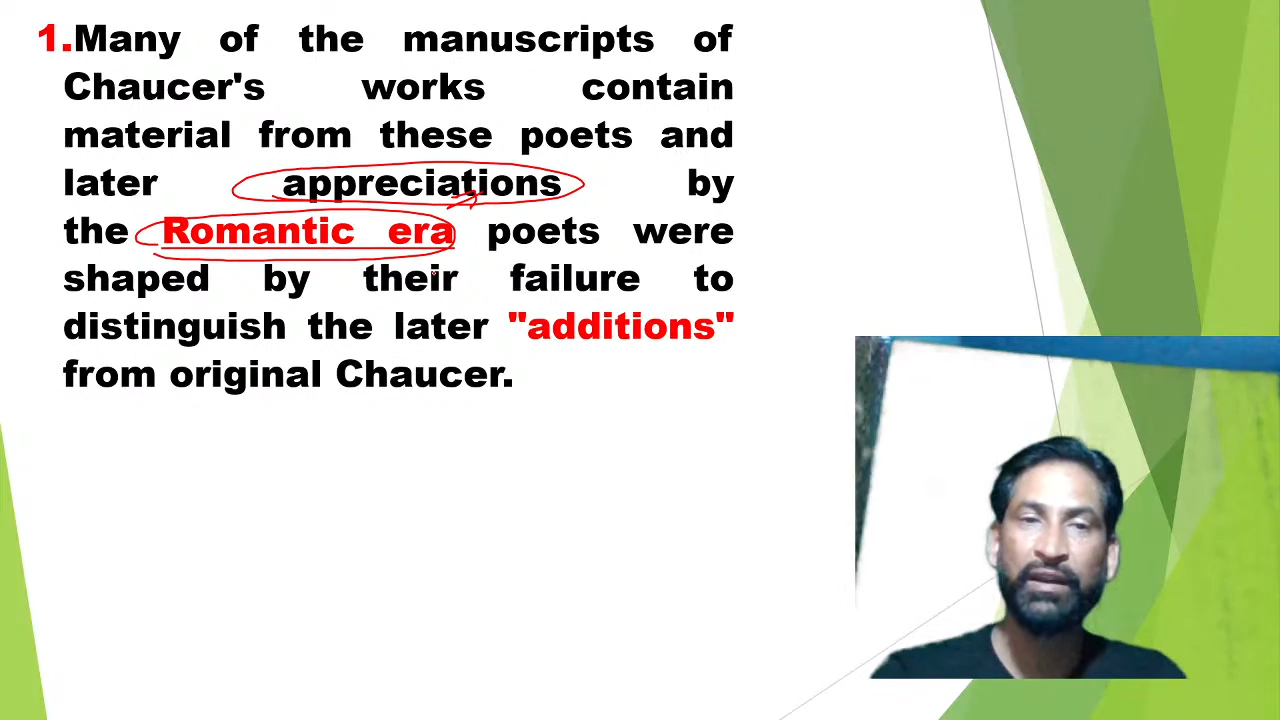 1.Many of the manuscripts of
Chaucer's works contain
material from these poets and
later appreciations by
the Romantic era poets were
shaped by their failure to
distinguish the later "additions"
from original Chaucer.